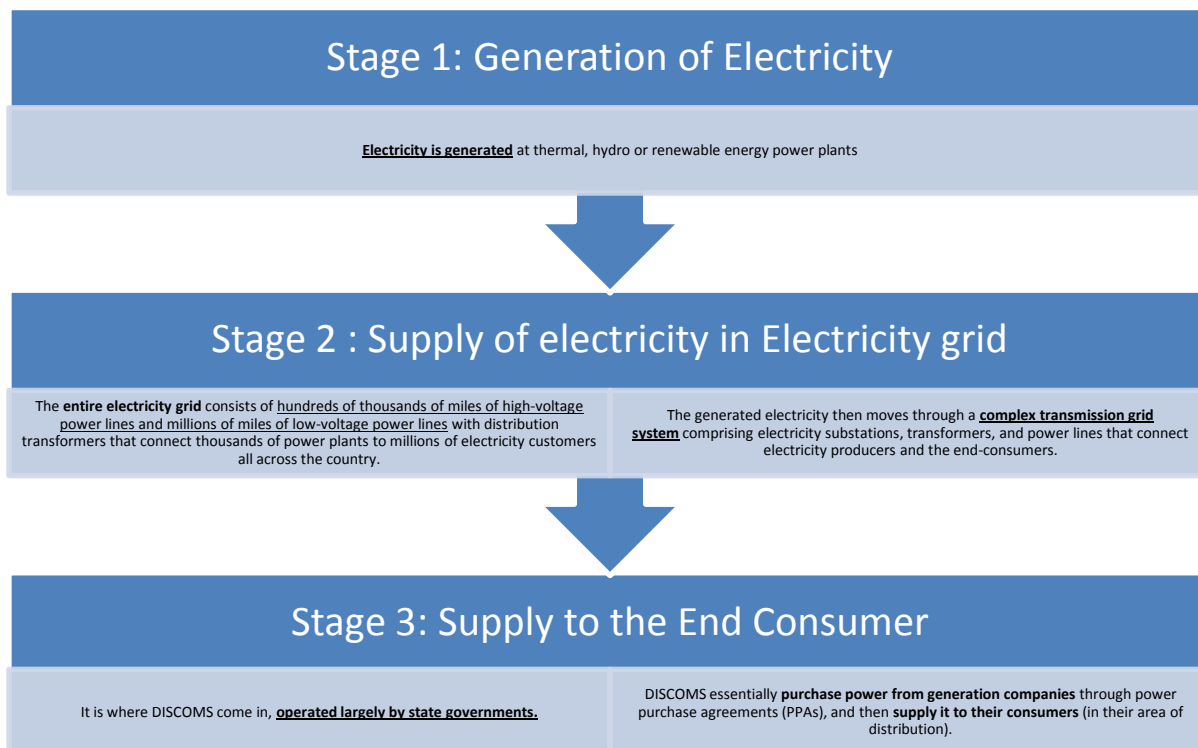 Stage 1: Generation of Electricity
Electricity is generated at thermal, hydro or renewable energy power plants
Stage 2 : Supply of electricity in Electricity grid
The entire electricity grid consists of hundreds of thousands of miles of high-voltage
power lines and millions of miles of low-voltage power lines with distribution
transformers that connect thousands of power plants to millions of electricity customers
all across the country.
The generated electricity then moves through a complex transmission grid
system comprising electricity substations, transformers, and power lines that connect
electricity producers and the end-consumers.
Stage 3: Supply to the End Consumer
It is where DISCOMS come in, operated largely by state governments.
DISCOMS essentially purchase power from generation companies through power
purchase agreements (PPAs), and then supply it to their consumers (in their area of
distribution).